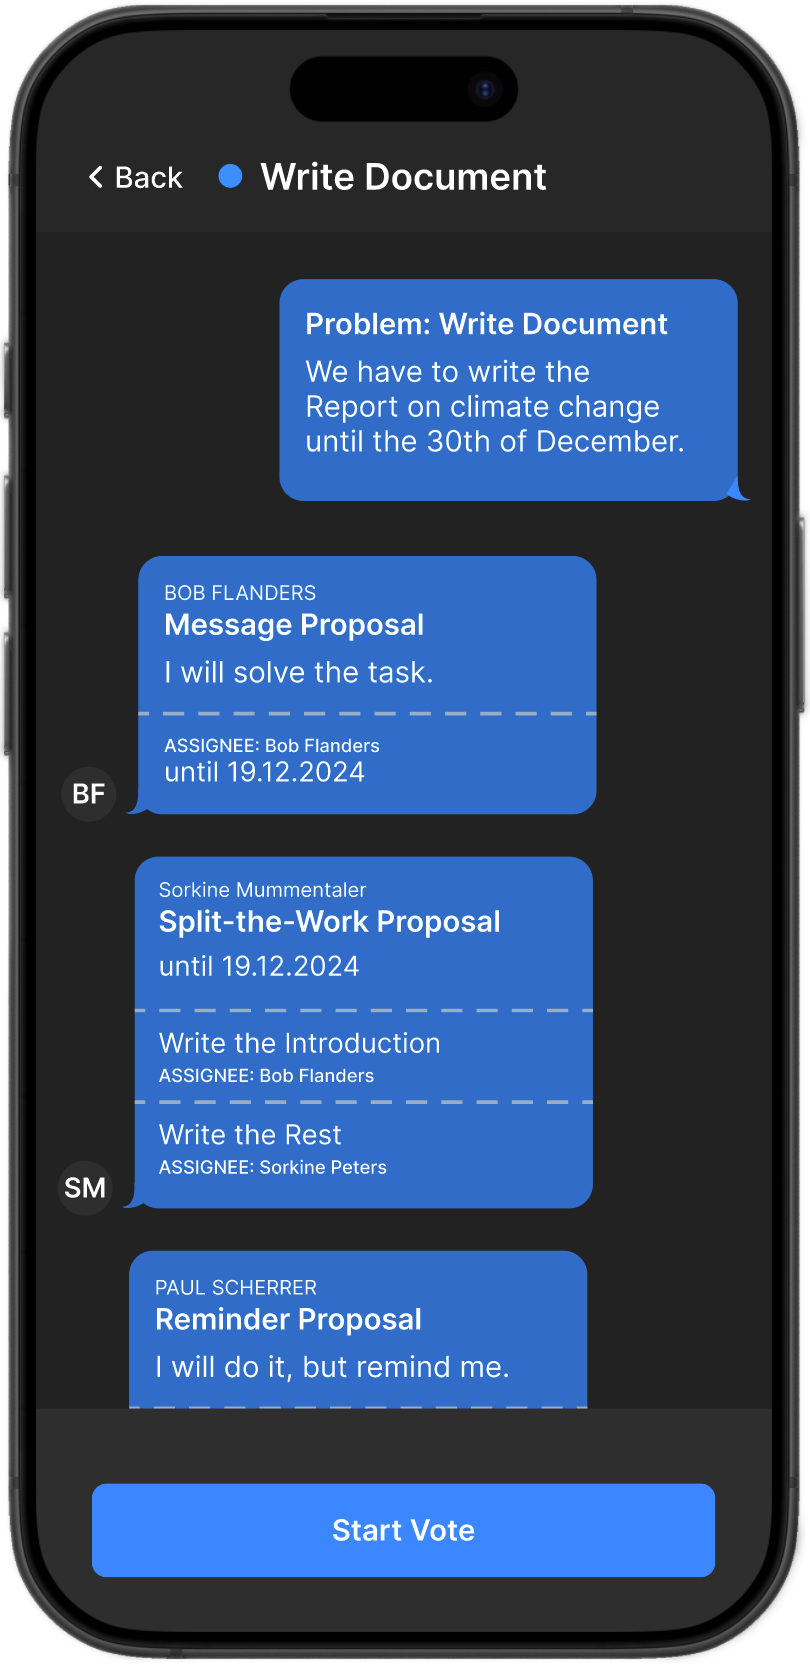 Back
Write Document
Problem: Write Document
We have to write the
Report on climate change
until the 30th of December.
BOB FLANDERS
Message Proposal
I will solve the task.
ASSIGNEE: Bob Flanders
until 19.12.2024
BF
Sorkine Mummentaler
Split-the-Work Proposal
until 19.12.2024
Write the Introduction
ASSIGNEE: Bob Flanders
Write the Rest
ASSIGNEE: Sorkine Peters
SM
PAUL SCHERRER
Reminder Proposal
I will do it, but remind me.
Start Vote